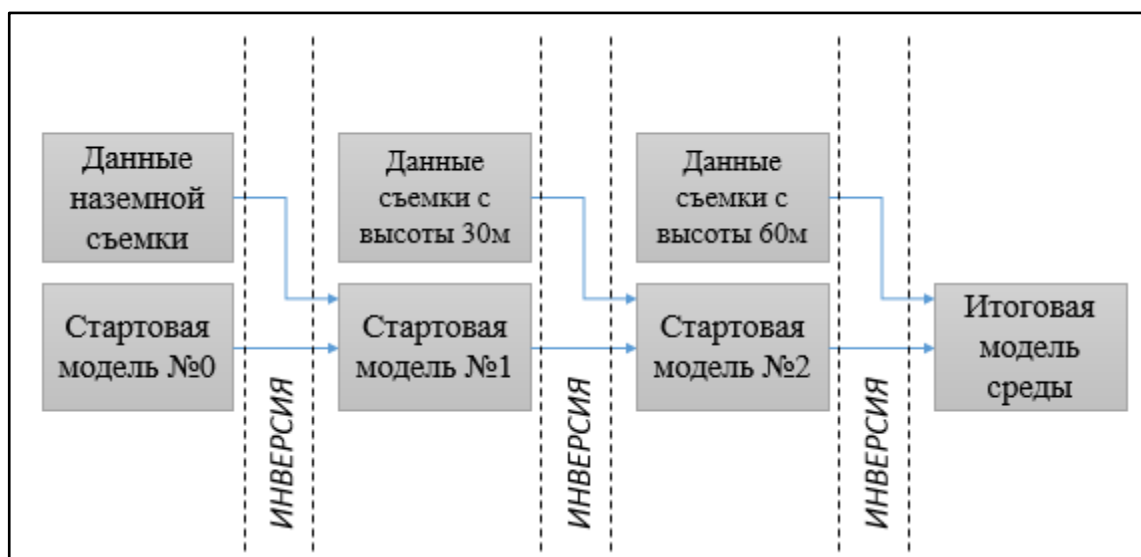 Данные
наземной
съемки
Данные
съемки с
высоты 30м
Данные
съемки с
высоты 60м
Стартовая
модель №0
Стартовая
модель №1
Стартовая
модель №2
Итоговая
модель
среды
ИНВЕРСИЯ
ИНВЕРСИЯ
ИНВЕРСИЯ